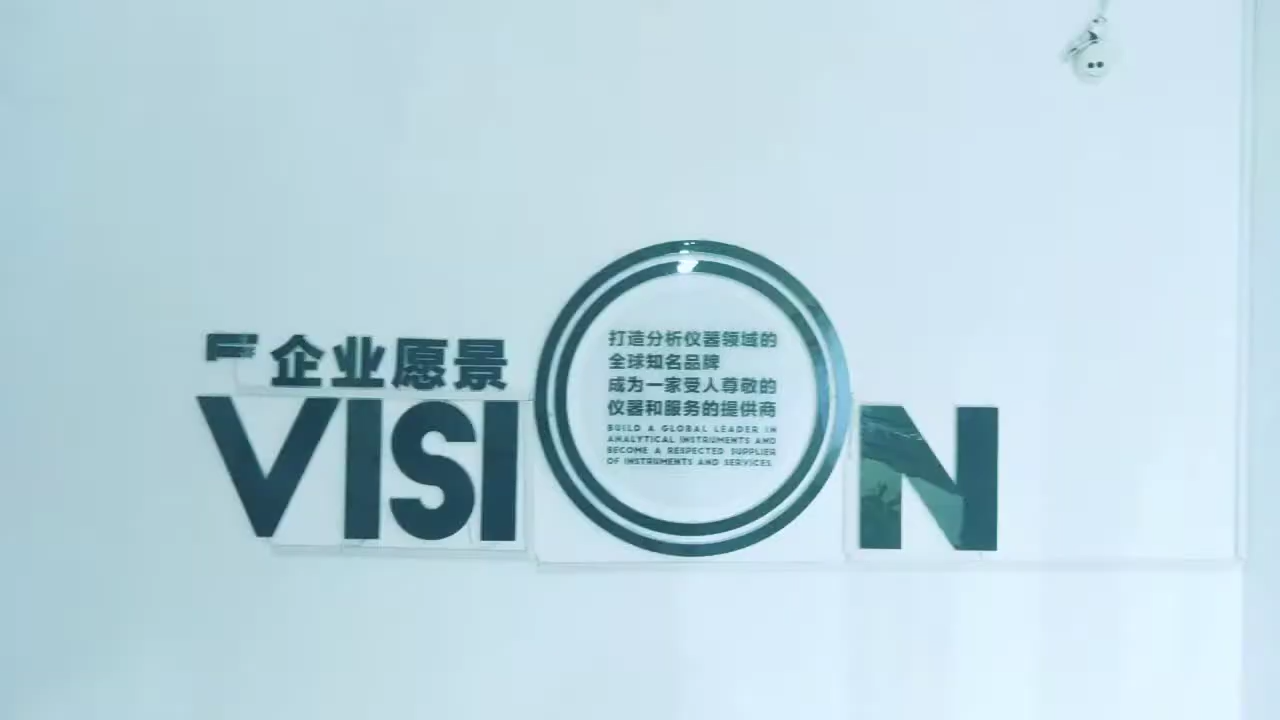 企业愿景
VISION
打造分析仪器领域的
全球知名品牌
成为一家受人尊敬的
仪器和服务的提供商
BUILD A GLOBAL LEADER IN
ANALYTICAL INSTRUMENTS AND
BECOME A RESPECTED SUPPLIER
OF INSTRUMENTS AND SERVICES.